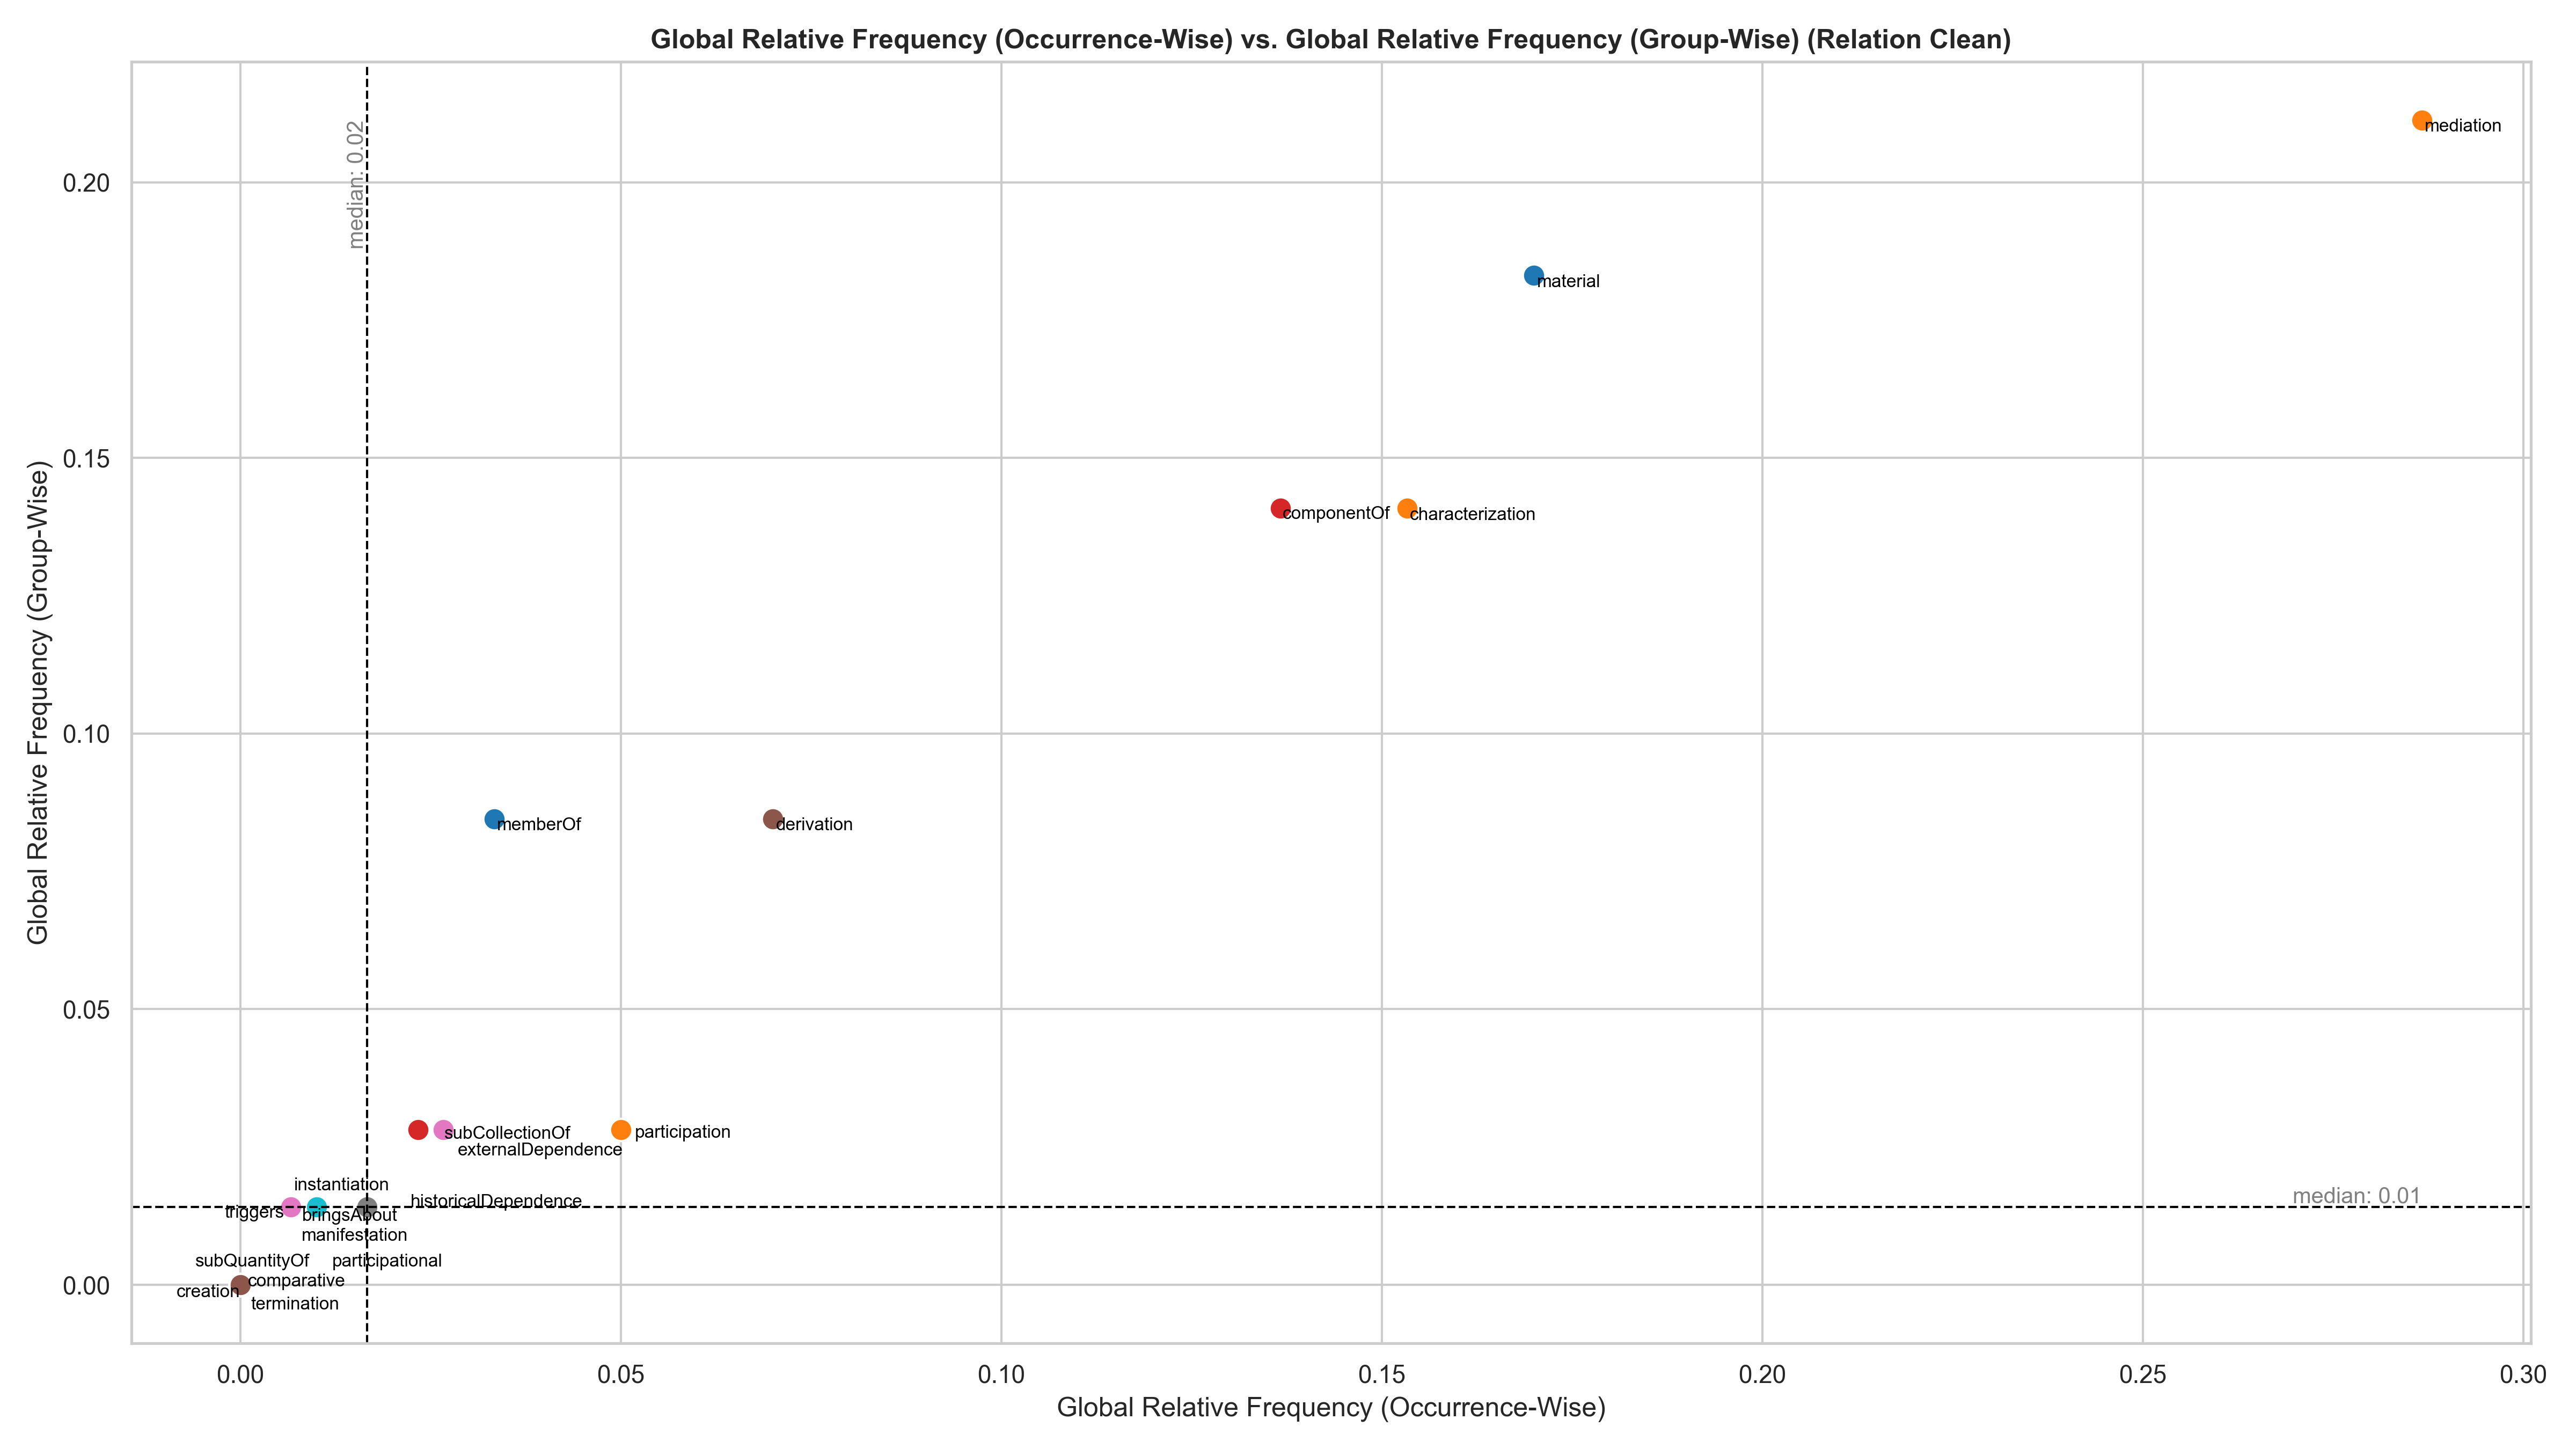 Global Relative Frequency (Occurrence-Wise) vs. Global Relative Frequency (Group-Wise) (Relation Clean)
median: 0.02
mediation
0.20
material
0.15
componentOf
characterization
Global Relative Frequency (Group-Wise)
0.10
memberOf
derivation
0.05
subCollectionOf
participation
externalDependence
instantiation
historicalDependence
median: 0.01
triggers
bringsAbout
manifestation
subQuantityOf
participational
0.00
comparative
creation
termination
0.00
0.05
0.10
0.15
0.20
0.25
0.30
Global Relative Frequency (Occurrence-Wise)